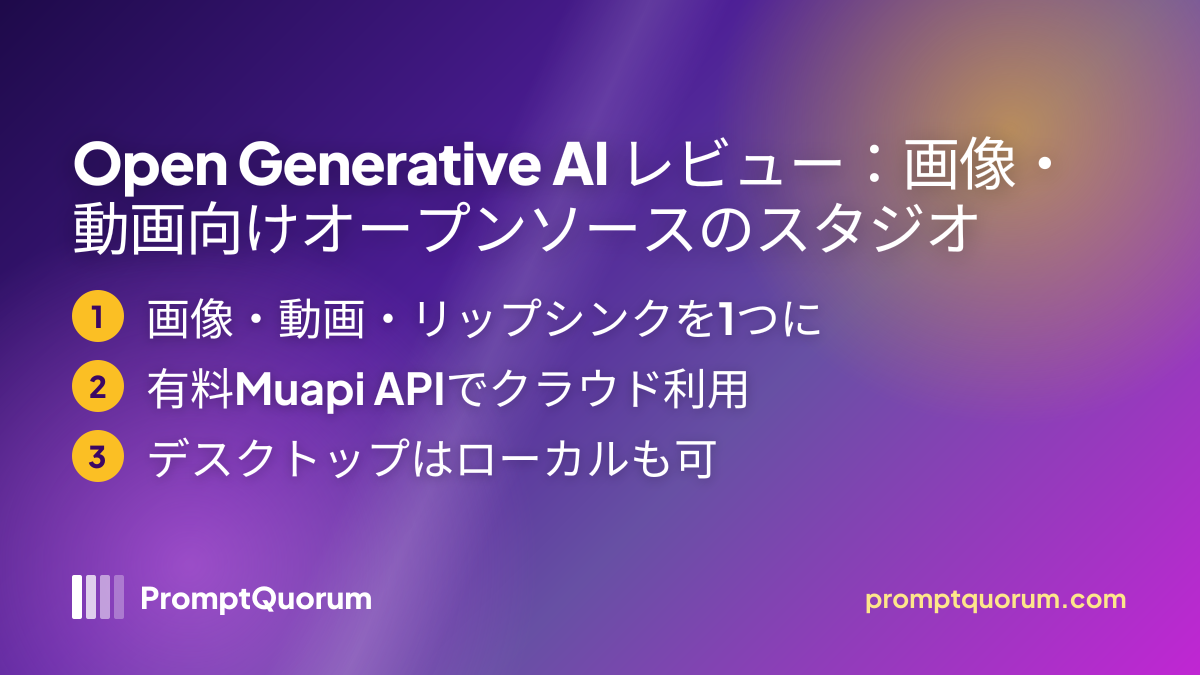 Open Generative AI レビュー：画像・
動画向けオープンソースのスタジオ
1 画像・動画・リップシンクを1つに
2 有料Muapi APIでクラウド利用
3 デスクトップはローカルも可
PromptQuorum
promptquorum.com